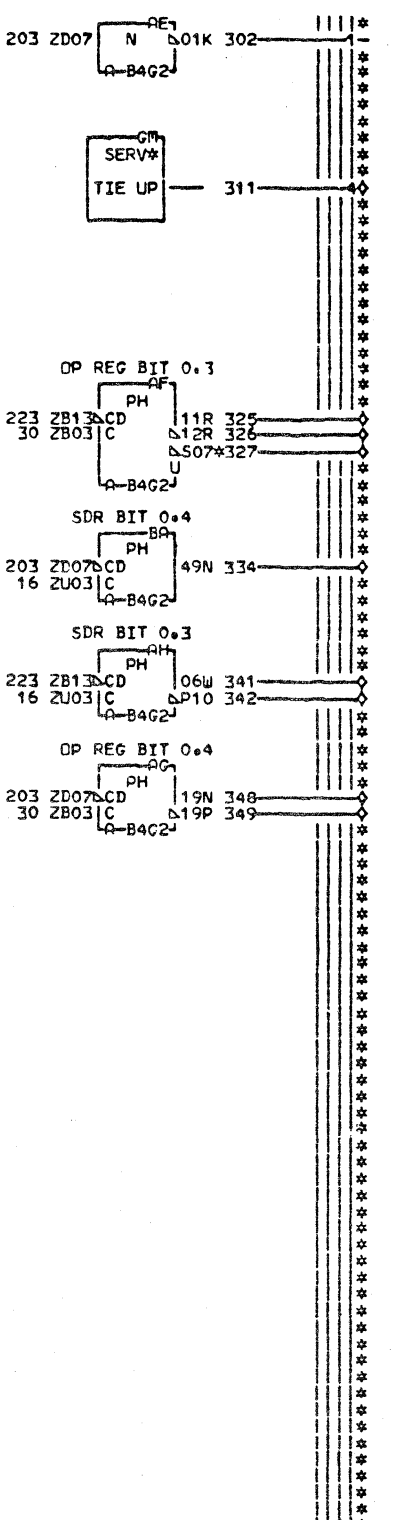 AE
203 ZD07 N 01K 302
A-B4G2
GM
SERV*
TIE UP 311
OP REG BIT 0.3
AF
PH
223 ZB13 CD 11R 325
30 ZB03 C 12R 326
S07*327
U
A-B4G2
SDR BIT 0.4
BA
PH
203 ZD07 CD 49N 334
16 ZU03 C
A-B4G2
SDR BIT 0.3
AH
PH
223 ZB13 CD 06W 341
16 ZU03 C P10 342
A-B4G2
OP REG BIT 0.4
AG
PH
203 ZD07 CD 19N 348
30 ZB03 C 19P 349
A-B4G2